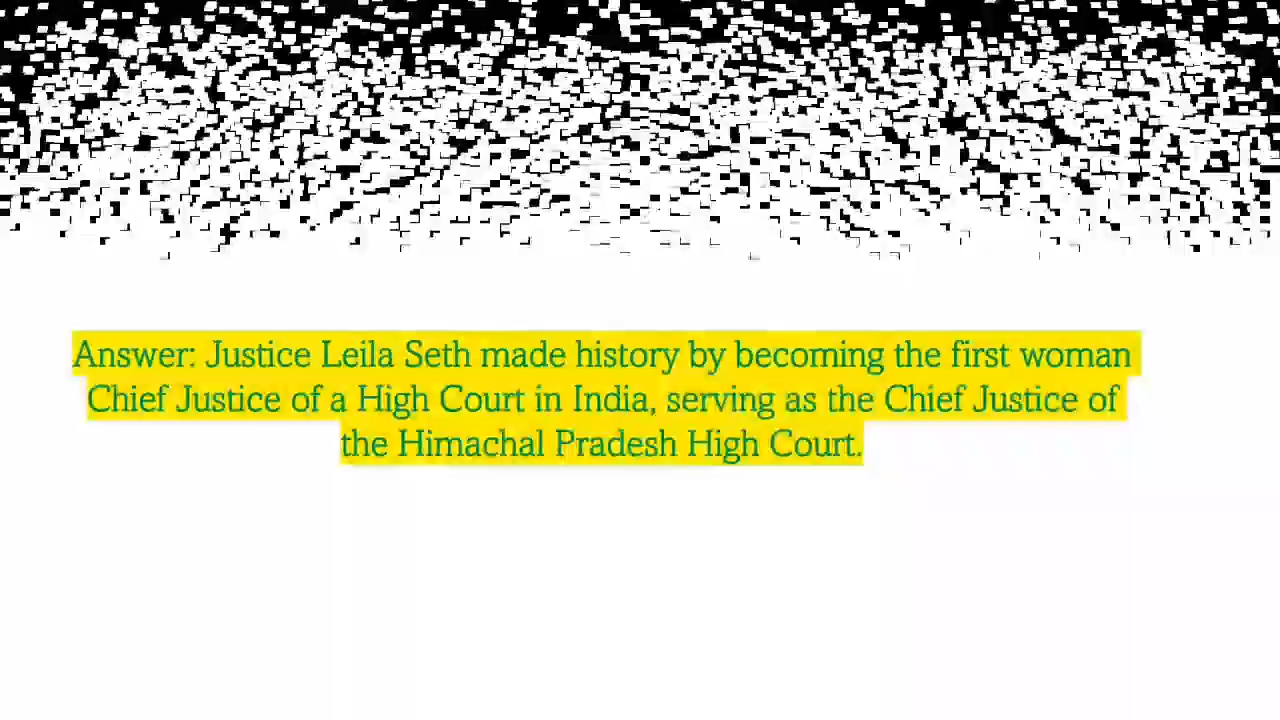 Answer: Justice Leila Seth made history by becoming the first woman
Chief Justice of a High Court in India, serving as the Chief Justice of
the Himachal Pradesh High Court.